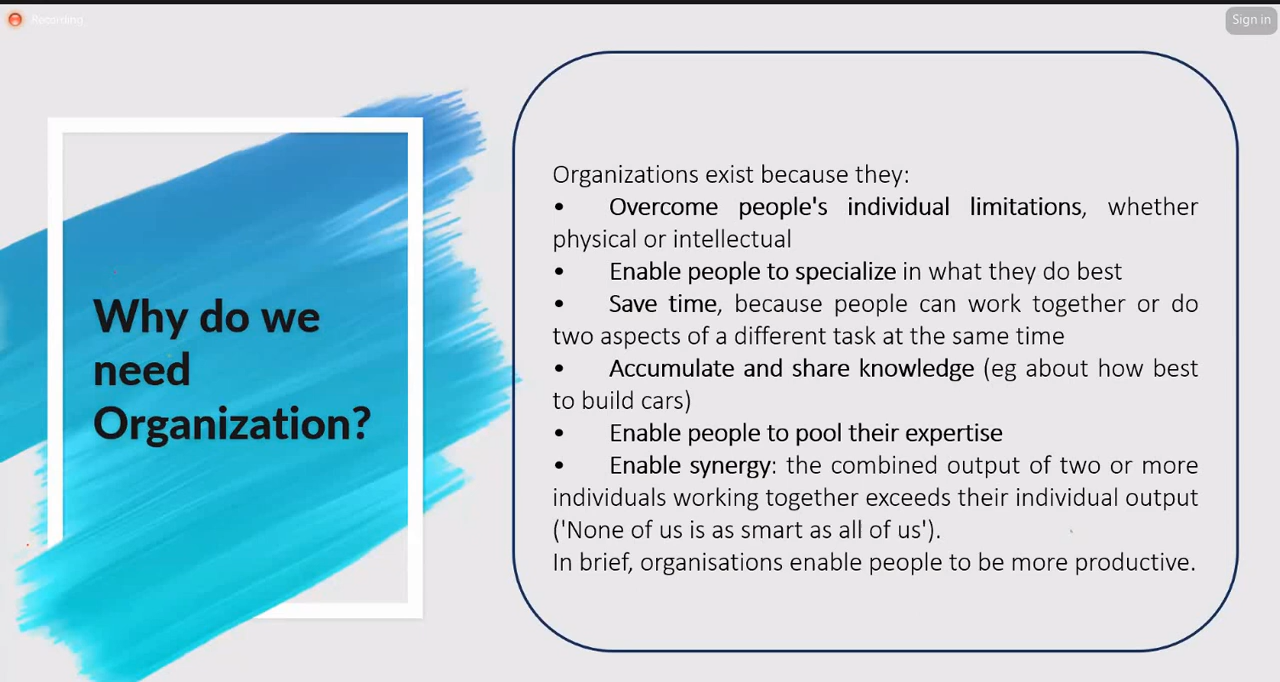 Recording
Sign in
Why do we
need
Organization?
Organizations exist because they:
• Overcome people's individual limitations, whether
physical or intellectual
• Enable people to specialize in what they do best
• Save time, because people can work together or do
two aspects of a different task at the same time
• Accumulate and share knowledge (eg about how best
to build cars)
• Enable people to pool their expertise
• Enable synergy: the combined output of two or more
individuals working together exceeds their individual output
('None of us is as smart as all of us').
In brief, organisations enable people to be more productive.